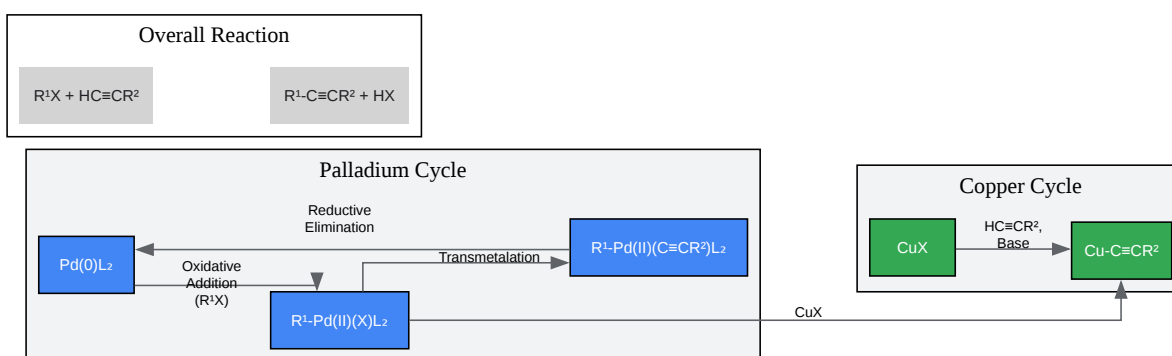 Overall Reaction
R¹X + HC≡CR²
R¹-C≡CR² + HX
Palladium Cycle
Reductive
Elimination
Pd(0)L₂
Oxidative
Addition
(R¹X)
Transmetalation
R¹-Pd(II)(C≡CR²)L₂
R¹-Pd(II)(X)L₂
CuX
Copper Cycle
CuX
HC≡CR²,
Base
Cu-C≡CR²